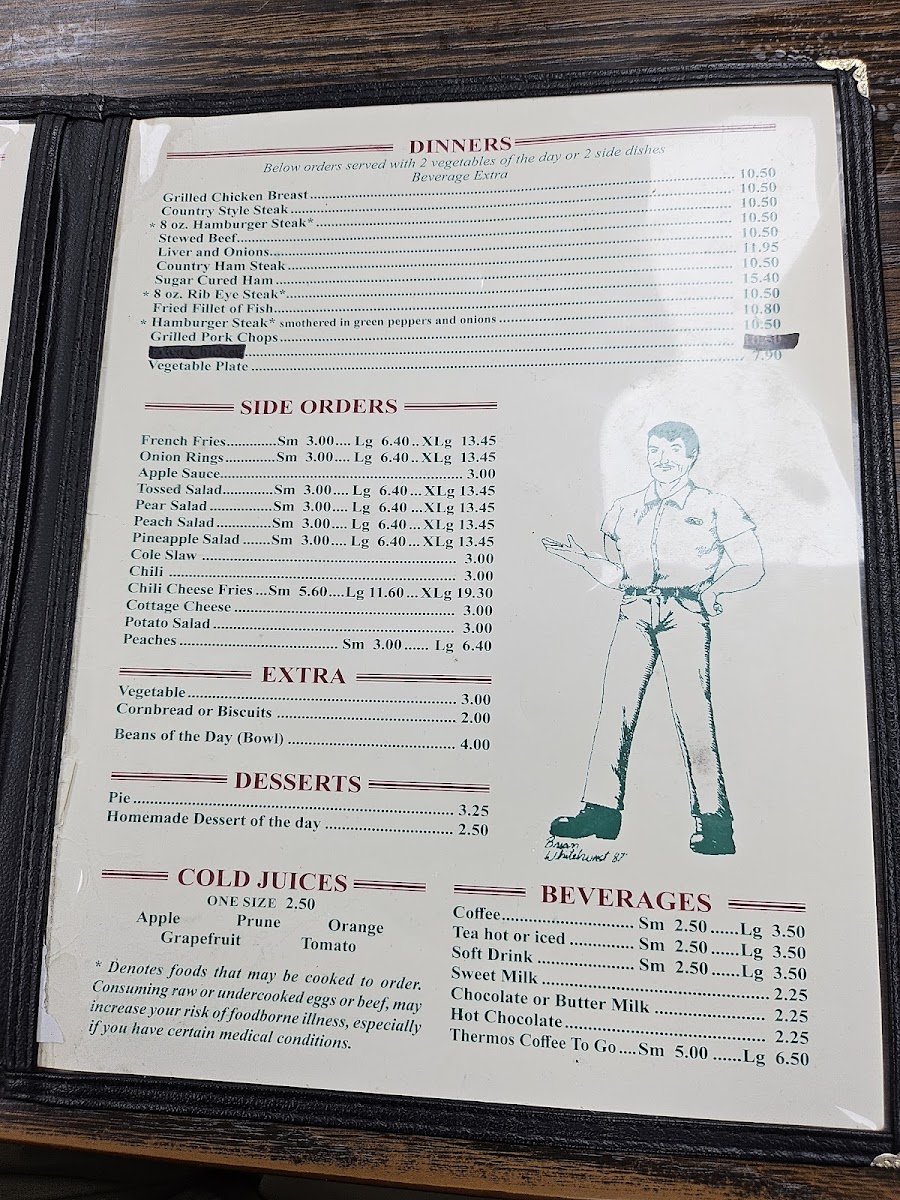 DINNERS
Below orders served with 2 vegetables of the day or 2 side dishes
Beverage Extra
Grilled Chicken Breast 10.50
Country Style Steak 10.50
* 8 oz. Hamburger Steak* 10.50
Stewed Beef 10.50
Liver and Onions 10.50
Country Ham Steak 11.95
Sugar Cured Ham 10.50
* 8 oz. Rib Eye Steak* 15.40
Fried Fillet of Fish 10.50
* Hamburger Steak* smothered in green peppers and onions 10.80
Grilled Pork Chops 10.50
Vegetable Plate 7.90
SIDE ORDERS
French Fries Sm 3.00 Lg 6.40 XLg 13.45
Onion Rings Sm 3.00 Lg 6.40 XLg 13.45
Apple Sauce 3.00
Tossed Salad Sm 3.00 Lg 6.40 XLg 13.45
Pear Salad Sm 3.00 Lg 6.40 XLg 13.45
Peach Salad Sm 3.00 Lg 6.40 XLg 13.45
Pineapple Salad Sm 3.00 Lg 6.40 XLg 13.45
Cole Slaw 3.00
Chili 3.00
Chili Cheese Fries Sm 5.60 Lg 11.60 XLg 19.30
Cottage Cheese 3.00
Potato Salad 3.00
Peaches Sm 3.00 Lg 6.40
EXTRA
Vegetable 3.00
Cornbread or Biscuits 2.00
Beans of the Day (Bowl) 4.00
DESSERTS
Pie 3.25
Homemade Dessert of the day 2.50
Brian
Whitehurst 87
COLD JUICES
ONE SIZE 2.50
Apple Prune Orange
Grapefruit Tomato
* Denotes foods that may be cooked to order.
Consuming raw or undercooked eggs or beef, may
increase your risk of foodborne illness, especially
if you have certain medical conditions.
BEVERAGES
Coffee Sm 2.50 Lg 3.50
Tea hot or iced Sm 2.50 Lg 3.50
Soft Drink Sm 2.50 Lg 3.50
Sweet Milk 2.25
Chocolate or Butter Milk 2.25
Hot Chocolate 2.25
Thermos Coffee To Go Sm 5.00 Lg 6.50